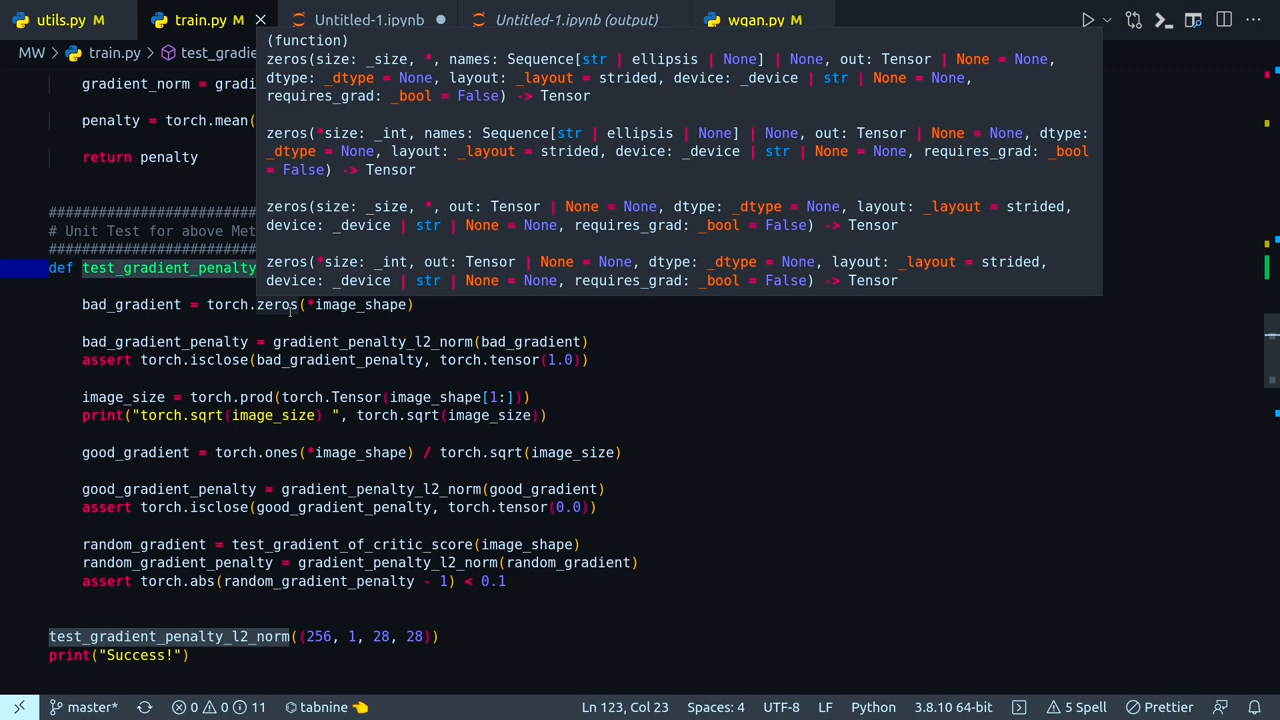 utils.py M train.py M Untitled-1.ipynb Untitled-1.ipynb (output) wgan.py M
MW > train.py > test_gradie
(function)
zeros(size: _size, *, names: Sequence[str | ellipsis | None] | None, out: Tensor | None = None,
dtype: _dtype = None, layout: _layout = strided, device: _device | str | None = None,
requires_grad: _bool = False) -> Tensor
zeros(*size: _int, names: Sequence[str | ellipsis | None] | None, out: Tensor | None = None, dtype:
_dtype = None, layout: _layout = strided, device: _device | str | None = None, requires_grad: _bool
= False) -> Tensor
zeros(size: _size, *, out: Tensor | None = None, dtype: _dtype = None, layout: _layout = strided,
device: _device | str | None = None, requires_grad: _bool = False) -> Tensor
zeros(*size: _int, out: Tensor | None = None, dtype: _dtype = None, layout: _layout = strided,
device: _device | str | None = None, requires_grad: _bool = False) -> Tensor
gradient_norm = gradi
penalty = torch.mean(
return penalty
#########################
# Unit Test for above Met
#########################
def test_gradient_penalty
bad_gradient = torch.zeros(*image_shape)
bad_gradient_penalty = gradient_penalty_l2_norm(bad_gradient)
assert torch.isclose(bad_gradient_penalty, torch.tensor(1.0))
image_size = torch.prod(torch.Tensor(image_shape[1:]))
print("torch.sqrt(image_size) ", torch.sqrt(image_size))
good_gradient = torch.ones(*image_shape) / torch.sqrt(image_size)
good_gradient_penalty = gradient_penalty_l2_norm(good_gradient)
assert torch.isclose(good_gradient_penalty, torch.tensor(0.0))
random_gradient = test_gradient_of_critic_score(image_shape)
random_gradient_penalty = gradient_penalty_l2_norm(random_gradient)
assert torch.abs(random_gradient_penalty - 1) < 0.1
test_gradient_penalty_l2_norm((256, 1, 28, 28))
print("Success!")
master* 0 0 11 tabnine 👈 Ln 123, Col 23 Spaces: 4 UTF-8 LF Python 3.8.10 64-bit 5 Spell Prettier